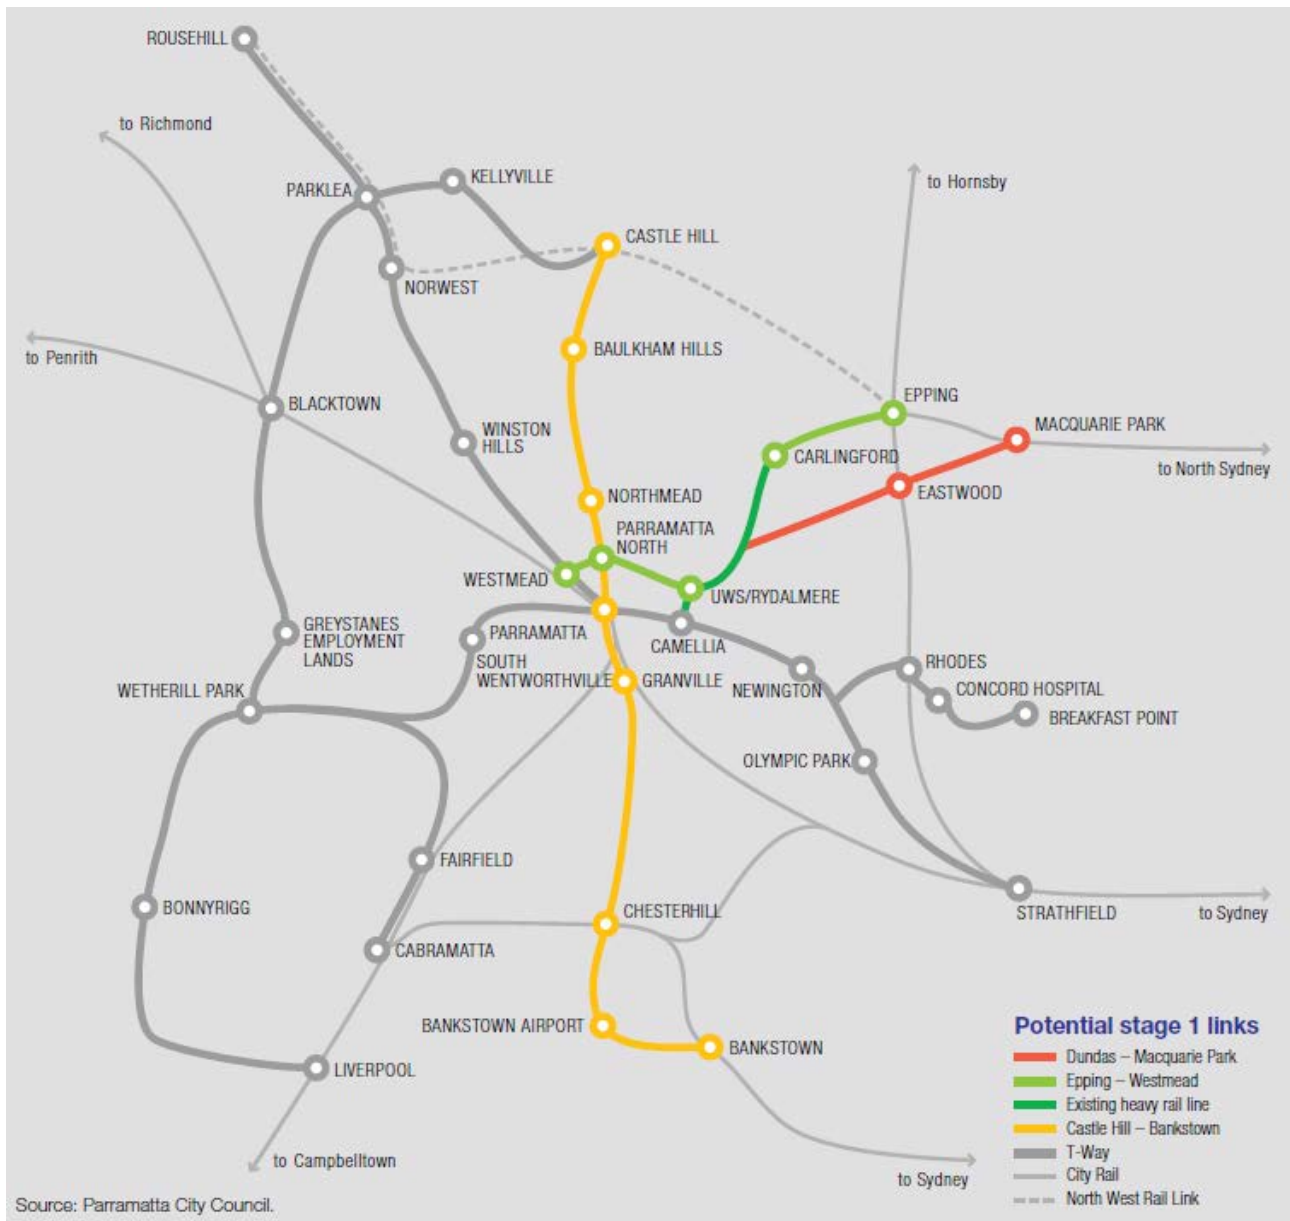 ROUSEHILL
to Richmond
KELLYVILLE
PARKLEA
to Hornsby
CASTLE HILL
NORWEST
BAULKHAM HILLS
to Penrith
EPPING
BLACKTOWN
MACQUARIE PARK
WINSTON
HILLS
CARLINGFORD
to North Sydney
EASTWOOD
NORTHMEAD
PARRAMATTA
NORTH
WESTMEAD
UWS/RYDALMERE
GREYSTANES
EMPLOYMENT
LANDS
PARRAMATTA
CAMELLIA
SOUTH
WENTWORTHVILLE
GRANVILLE
RHODES
WETHERILL PARK
NEWINGTON
CONCORD HOSPITAL
BREAKFAST POINT
OLYMPIC PARK
FAIRFIELD
BONNYRIGG
CHESTERHILL
STRATHFIELD
to Sydney
CABRAMATTA
BANKSTOWN AIRPORT
BANKSTOWN
LIVERPOOL
to Campbelltown
to Sydney
Potential stage 1 links
Dundas – Macquarie Park
Epping – Westmead
Existing heavy rail line
Castle Hill – Bankstown
T-Way
City Rail
North West Rail Link
Source: Parramatta City Council.